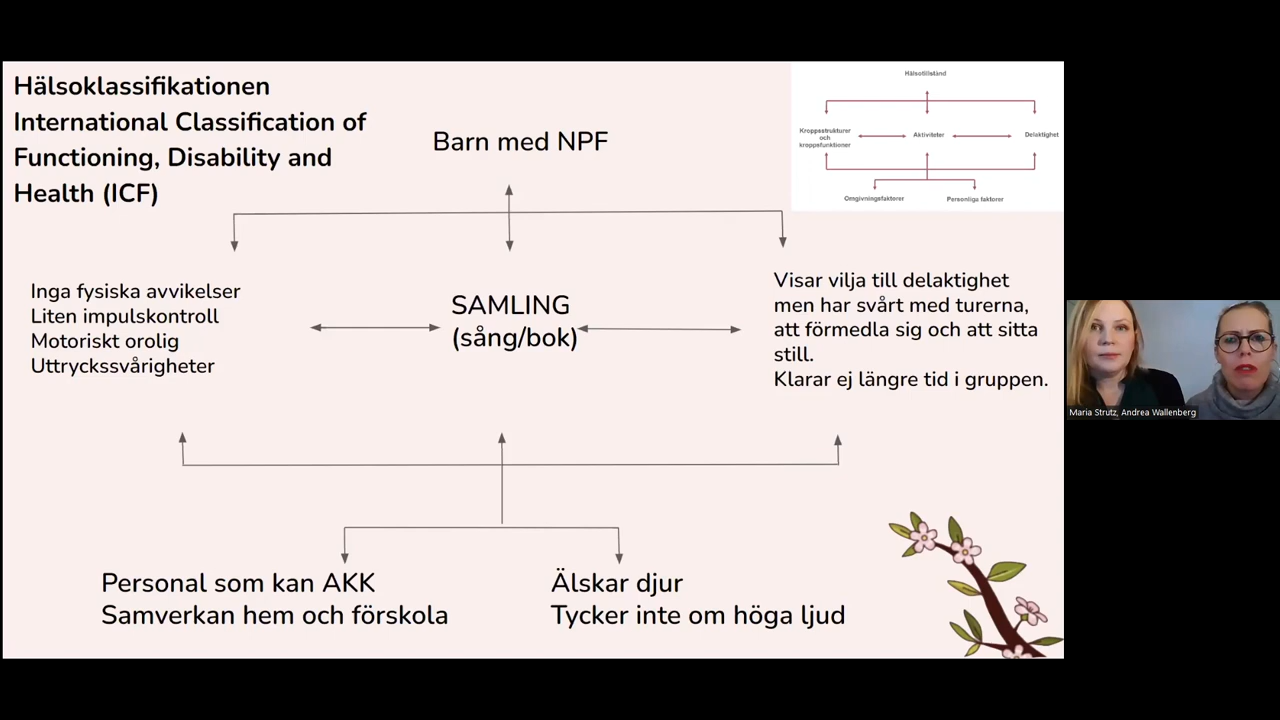 Hälsoklassifikationen
International Classification of
Functioning, Disability and
Health (ICF)
Barn med NPF
Hälsotillstånd
Kroppsstrukturer
och
kroppsfunktioner
Aktiviteter
Delaktighet
Omgivningsfaktorer
Personliga faktorer
Inga fysiska avvikelser
Liten impulskontroll
Motoriskt orolig
Uttryckssvårigheter
SAMLING
(sång/bok)
Visar vilja till delaktighet
men har svårt med turerna,
att förmedla sig och att sitta
still.
Klarar ej längre tid i gruppen.
Maria Strutz, Andrea Wallenberg
Personal som kan AKK
Samverkan hem och förskola
Älskar djur
Tycker inte om höga ljud